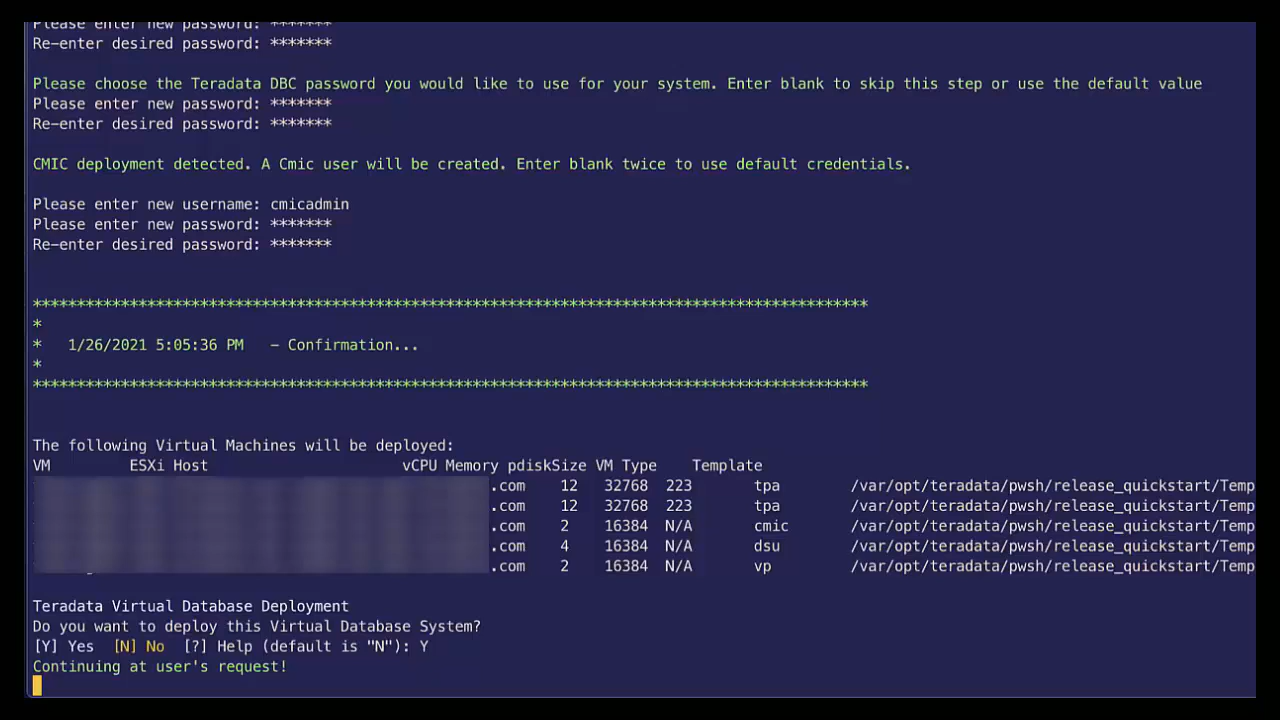 Please enter new password: *******
Re-enter desired password: *******
Please choose the Teradata DBC password you would like to use for your system. Enter blank to skip this step or use the default value
Please enter new password: *******
Re-enter desired password: *******
CMIC deployment detected. A Cmic user will be created. Enter blank twice to use default credentials.
Please enter new username: cmicadmin
Please enter new password: *******
Re-enter desired password: *******
***********************************************************************************************
*
*   1/26/2021 5:05:36 PM   - Confirmation...
*
***********************************************************************************************
The following Virtual Machines will be deployed:
VM         ESXi Host                      vCPU Memory pdiskSize VM Type    Template
.com    12   32768  223       tpa        /var/opt/teradata/pwsh/release_quickstart/Temp
.com    12   32768  223       tpa        /var/opt/teradata/pwsh/release_quickstart/Temp
.com    2    16384  N/A       cmic       /var/opt/teradata/pwsh/release_quickstart/Temp
.com    4    16384  N/A       dsu        /var/opt/teradata/pwsh/release_quickstart/Temp
.com    2    16384  N/A       vp         /var/opt/teradata/pwsh/release_quickstart/Temp
Teradata Virtual Database Deployment
Do you want to deploy this Virtual Database System?
[Y] Yes  [N] No  [?] Help (default is "N"): Y
Continuing at user's request!